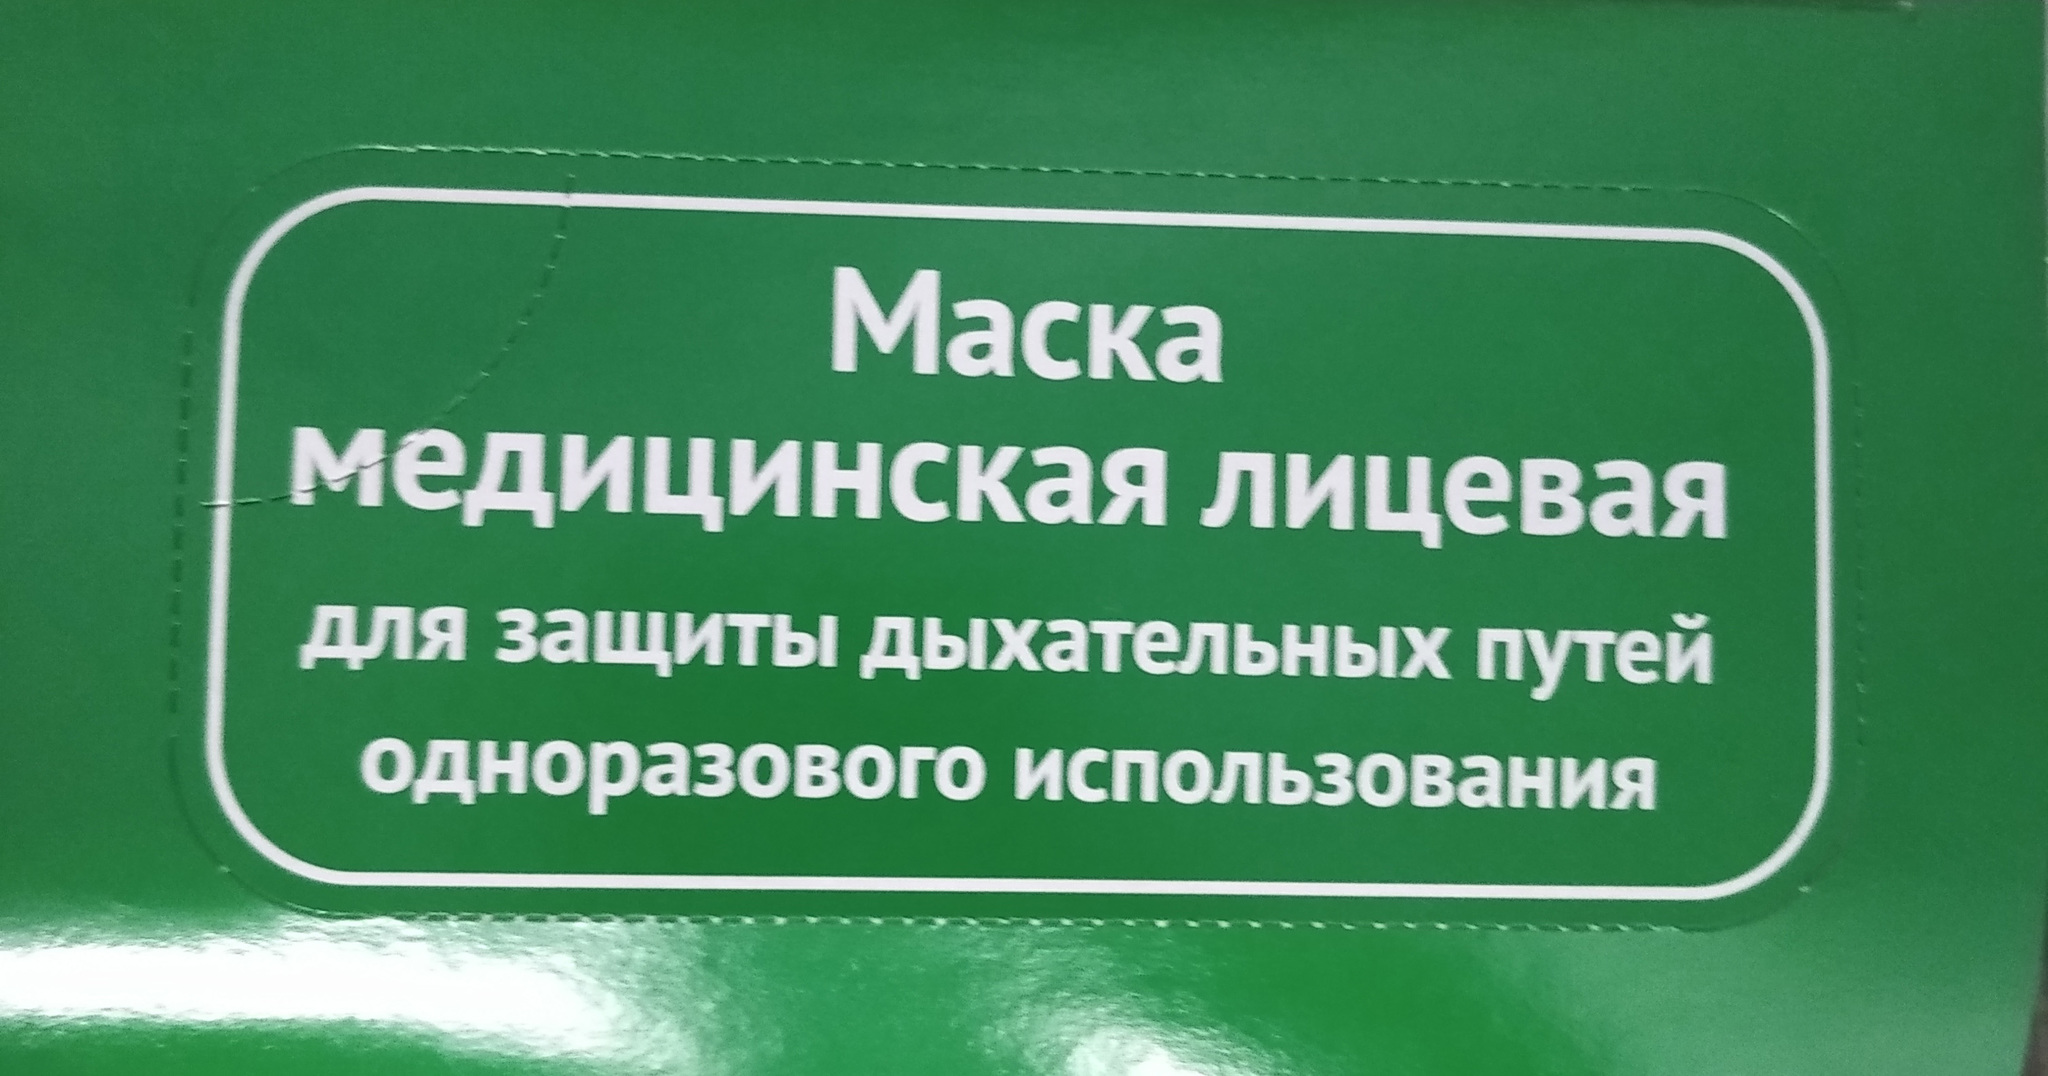 Маска
медицинская лицевая
для защиты дыхательных путей
одноразового использования